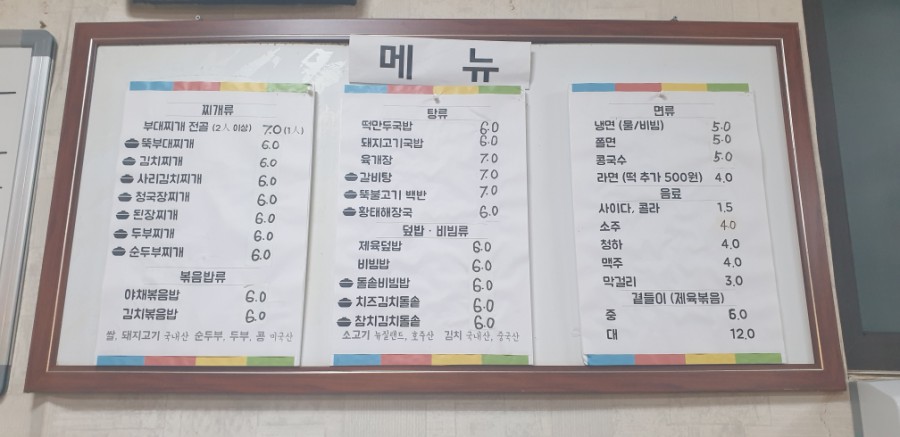 메 뉴
찌개류
부대찌개 전골 (2人 이상) 7.0 (1人)
뚝부대찌개 6.0
김치찌개 6.0
사리김치찌개 6.0
청국장찌개 6.0
된장찌개 6.0
두부찌개 6.0
순두부찌개 6.0
볶음밥류
야채볶음밥 6.0
김치볶음밥 6.0
쌀, 돼지고기 국내산 순두부, 두부, 콩 미국산
탕류
떡만두국밥 6.0
돼지고기국밥 6.0
육개장 7.0
갈비탕 7.0
뚝불고기 백반 7.0
황태해장국 6.0
덮밥 · 비빔류
제육덮밥 6.0
비빔밥 6.0
돌솥비빔밥 6.0
치즈김치돌솥 6.0
참치김치돌솥 6.0
소고기 뉴질랜드, 호주산 김치 국내산, 중국산
면류
냉면 (물/비빔) 5.0
쫄면 5.0
콩국수 5.0
라면 (떡 추가 500원) 4.0
음료
사이다, 콜라 1.5
소주 4.0
청하 4.0
맥주 4.0
막걸리 3.0
곁들이 (제육볶음)
중 6.0
대 12.0